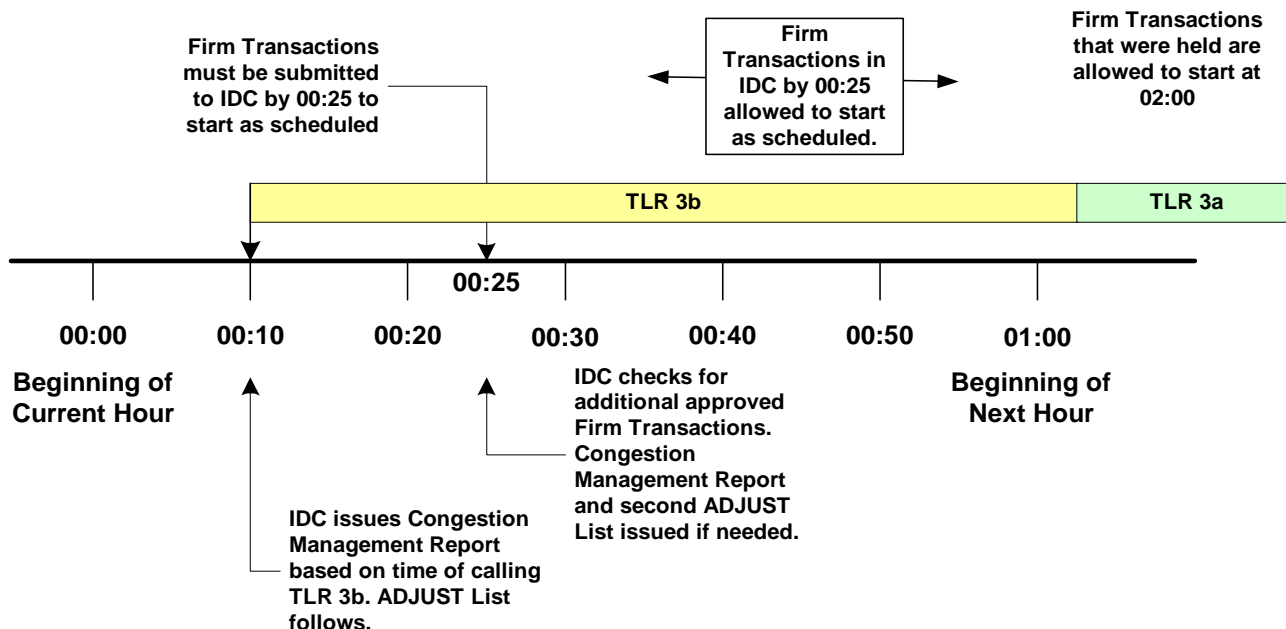 Firm Transactions
must be submitted
to IDC by 00:25 to
start as scheduled
Firm
Transactions in
IDC by 00:25
allowed to start
as scheduled.
Firm Transactions
that were held are
allowed to start at
02:00
TLR 3b
TLR 3a
00:25
00:00
00:10
00:20
00:30
00:40
00:50
01:00
Beginning of
Current Hour
IDC checks for
additional approved
Firm Transactions.
Congestion
Management Report
and second ADJUST
List issued if needed.
Beginning of
Next Hour
IDC issues Congestion
Management Report
based on time of calling
TLR 3b. ADJUST List
follows.